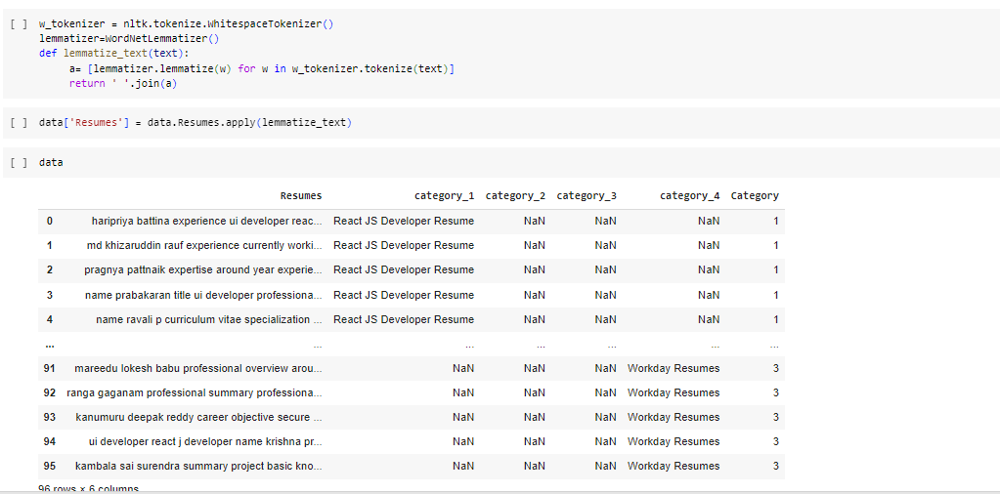 [ ] w_tokenizer = nltk.tokenize.WhitespaceTokenizer()
lemmatizer=WordNetLemmatizer()
def lemmatize_text(text):
a= [lemmatizer.lemmatize(w) for w in w_tokenizer.tokenize(text)]
return ' '.join(a)
[ ] data['Resumes'] = data.Resumes.apply(lemmatize_text)
[ ] data
Resumes category_1 category_2 category_3 category_4 Category
0 haripriya battina experience ui developer reac... React JS Developer Resume NaN NaN NaN 1
1 md khizaruddin rauf experience currently worki... React JS Developer Resume NaN NaN NaN 1
2 pragnya pattnaik expertise around year experie... React JS Developer Resume NaN NaN NaN 1
3 name prabakaran title ui developer professiona... React JS Developer Resume NaN NaN NaN 1
4 name ravali p curriculum vitae specialization ... React JS Developer Resume NaN NaN NaN 1
... ... ... ... ... ... ...
91 mareedu lokesh babu professional overview arou... NaN NaN NaN Workday Resumes 3
92 ranga gaganam professional summary professiona... NaN NaN NaN Workday Resumes 3
93 kanumuru deepak reddy career objective secure ... NaN NaN NaN Workday Resumes 3
94 ui developer react j developer name krishna pr... NaN NaN NaN Workday Resumes 3
95 kambala sai surendra summary project basic kno... NaN NaN NaN Workday Resumes 3
96 rows × 6 columns